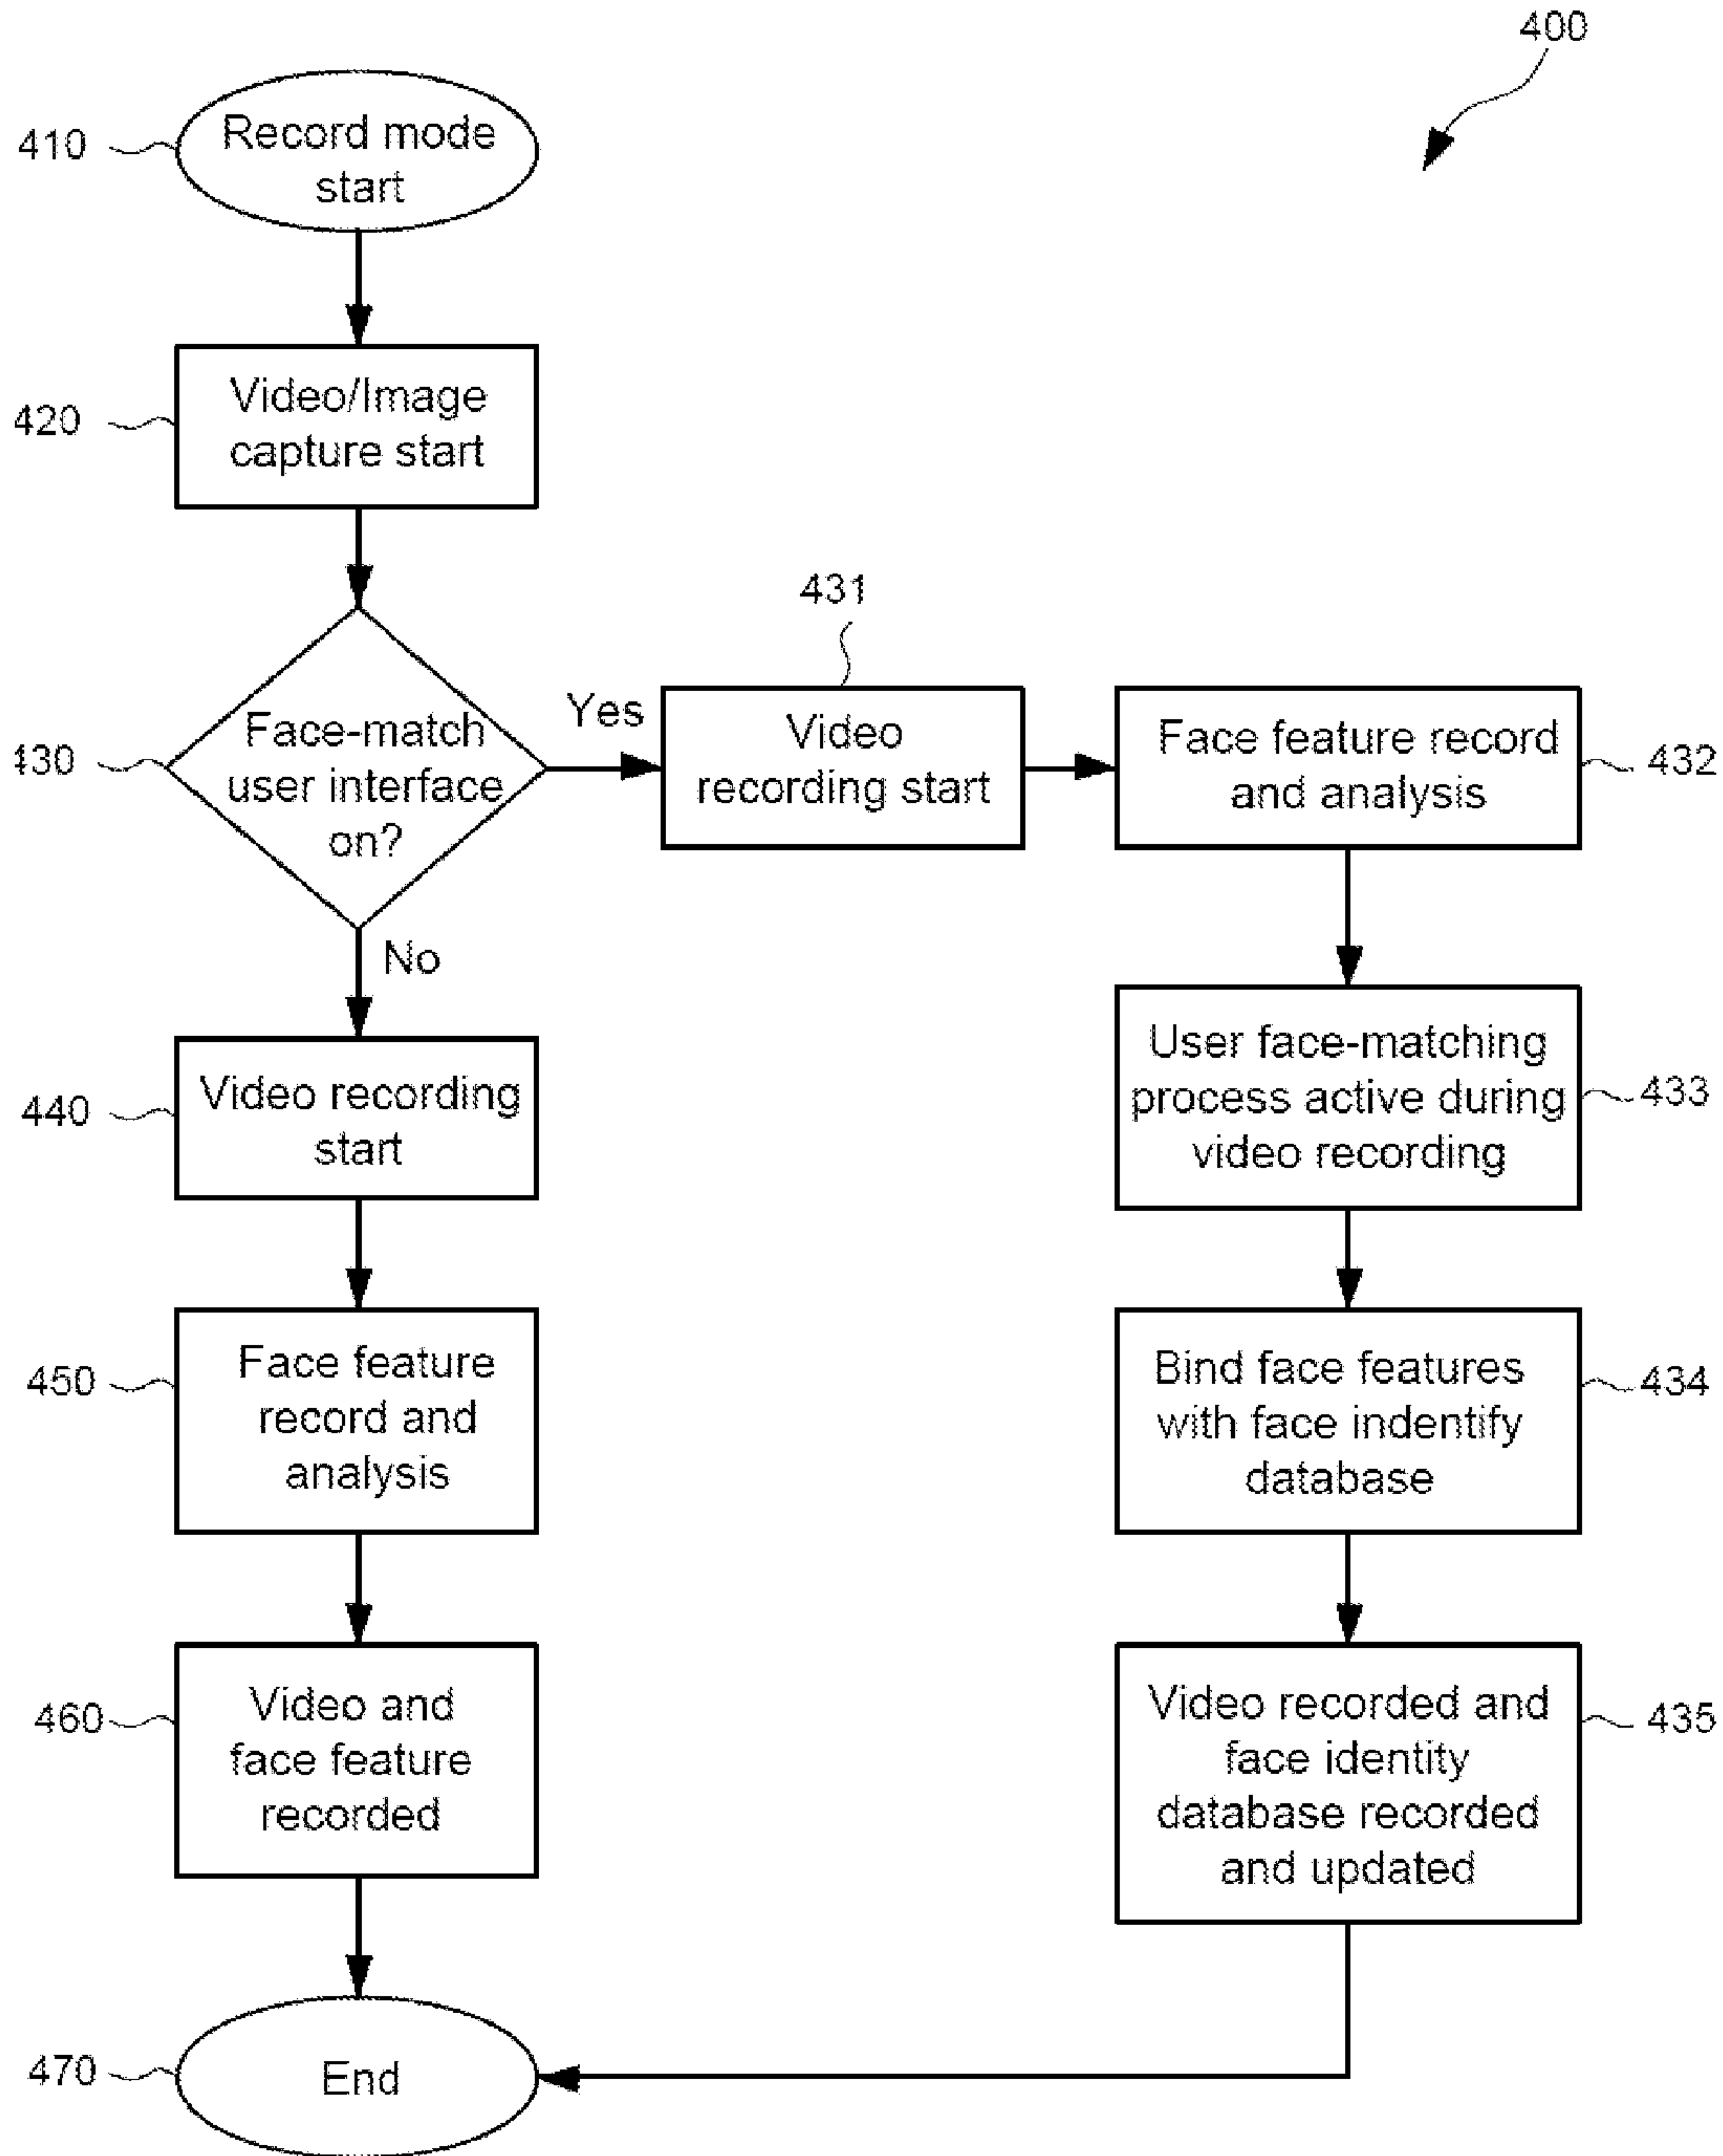 400
410
Record mode
start
420
Video/Image
capture start
430
Face-match
user interface
on?
Yes
No
431
Video
recording start
432
Face feature record
and analysis
433
User face-matching
process active during
video recording
434
Bind face features
with face indentify
database
435
Video recorded and
face identity
database recorded
and updated
440
Video recording
start
450
Face feature
record and
analysis
460
Video and
face feature
recorded
470
End